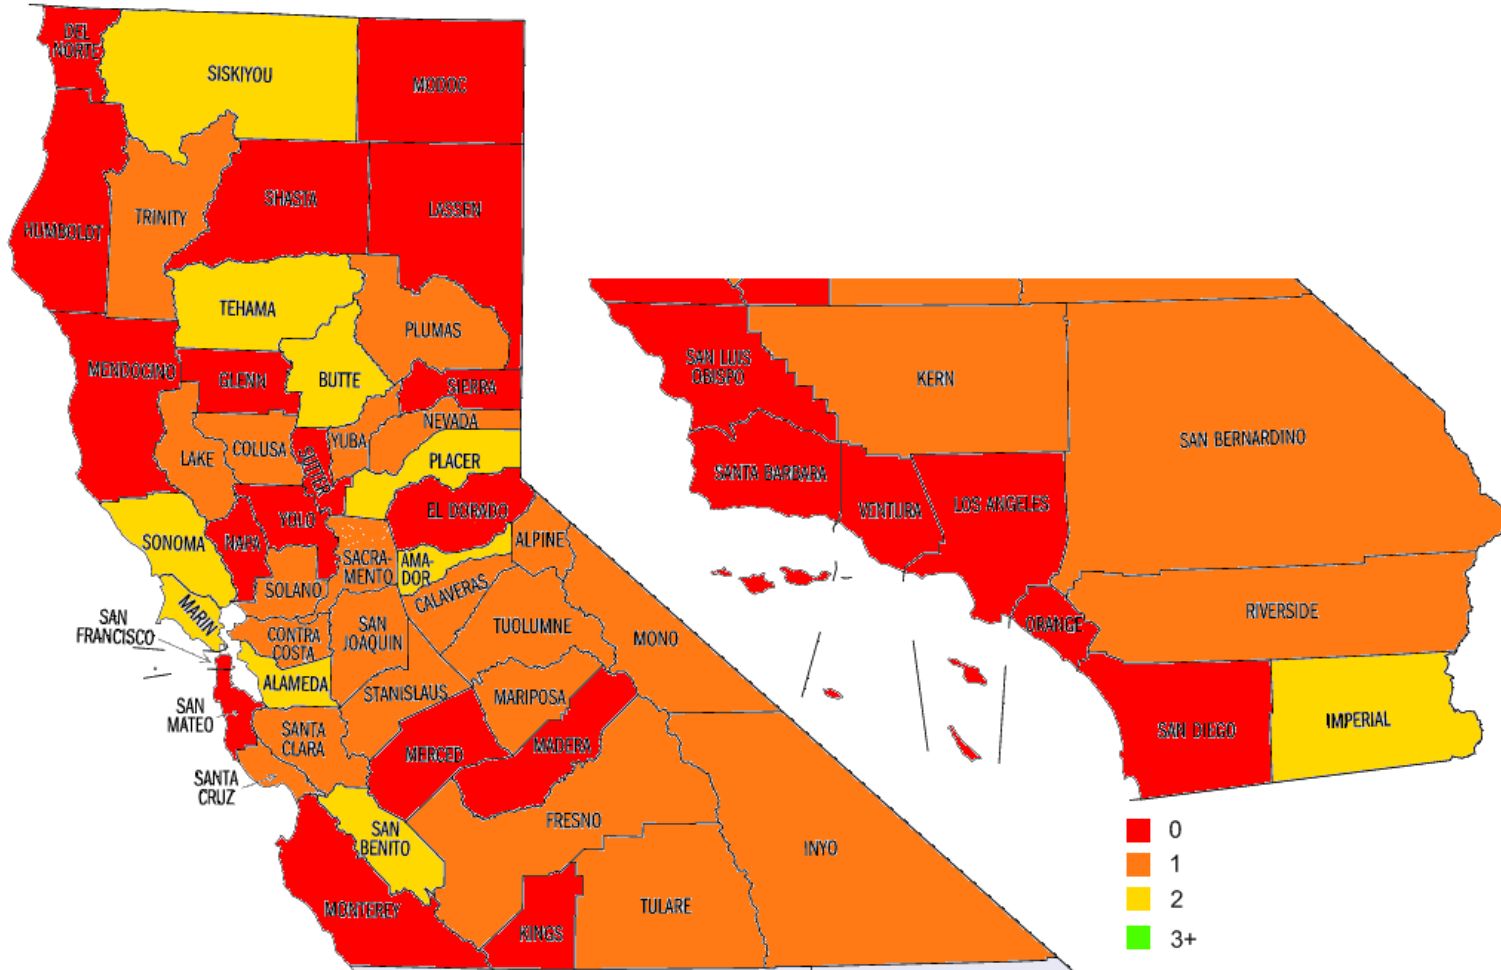 DEL
NORTE
SISKIYOU
MODOC
HUMBOLDT
TRINITY
SHASTA
LASSEN
TEHAMA
PLUMAS
MENDOCINO
GLENN
BUTTE
SIERRA
NEVADA
YUBA
COLUSA
LAKE
SUTTER
PLACER
EL DORADO
YOLO
NAPA
SONOMA
SACRA-
MENTO
AMA-
DOR
ALPINE
SOLANO
CALAVERAS
MARIN
SAN
FRANCISCO
CONTRA
COSTA
SAN
JOAQUIN
TUOLUMNE
MONO
ALAMEDA
STANISLAUS
MARIPOSA
SAN
MATEO
SANTA
CLARA
MERCED
MADERA
SANTA
CRUZ
SAN
BENITO
FRESNO
INYO
MONTEREY
KINGS
TULARE
SAN LUIS
OBISPO
KERN
SAN BERNARDINO
SANTA BARBARA
VENTURA
LOS ANGELES
ORANGE
RIVERSIDE
SAN DIEGO
IMPERIAL
0
1
2
3+